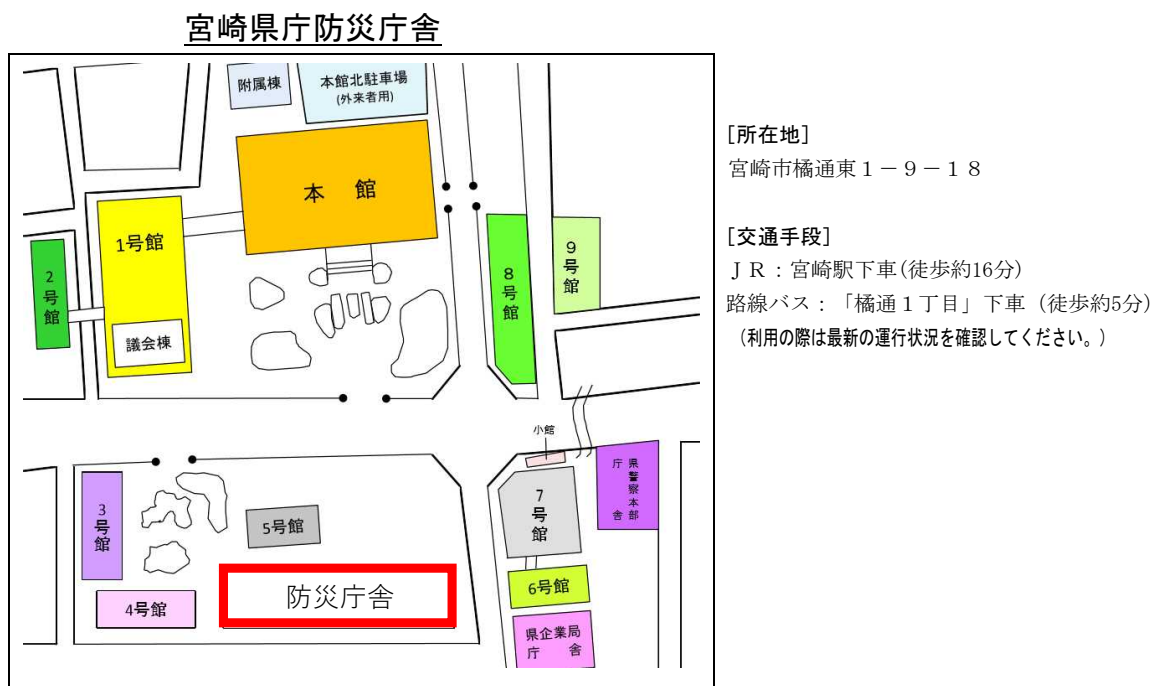 宮崎県庁防災庁舎
附属棟
本館北駐車場
(外来者用)
本 館
1号館
2号館
議会棟
8号館
9号館
小館
3号館
5号館
7号館
県警察本部
庁舎
防災庁舎
4号館
6号館
県企業局
庁 舎
[所在地]
宮崎市橘通東1－9－18
[交通手段]
ＪＲ：宮崎駅下車(徒歩約16分)
路線バス：「橘通１丁目」下車（徒歩約5分）
（利用の際は最新の運行状況を確認してください。）